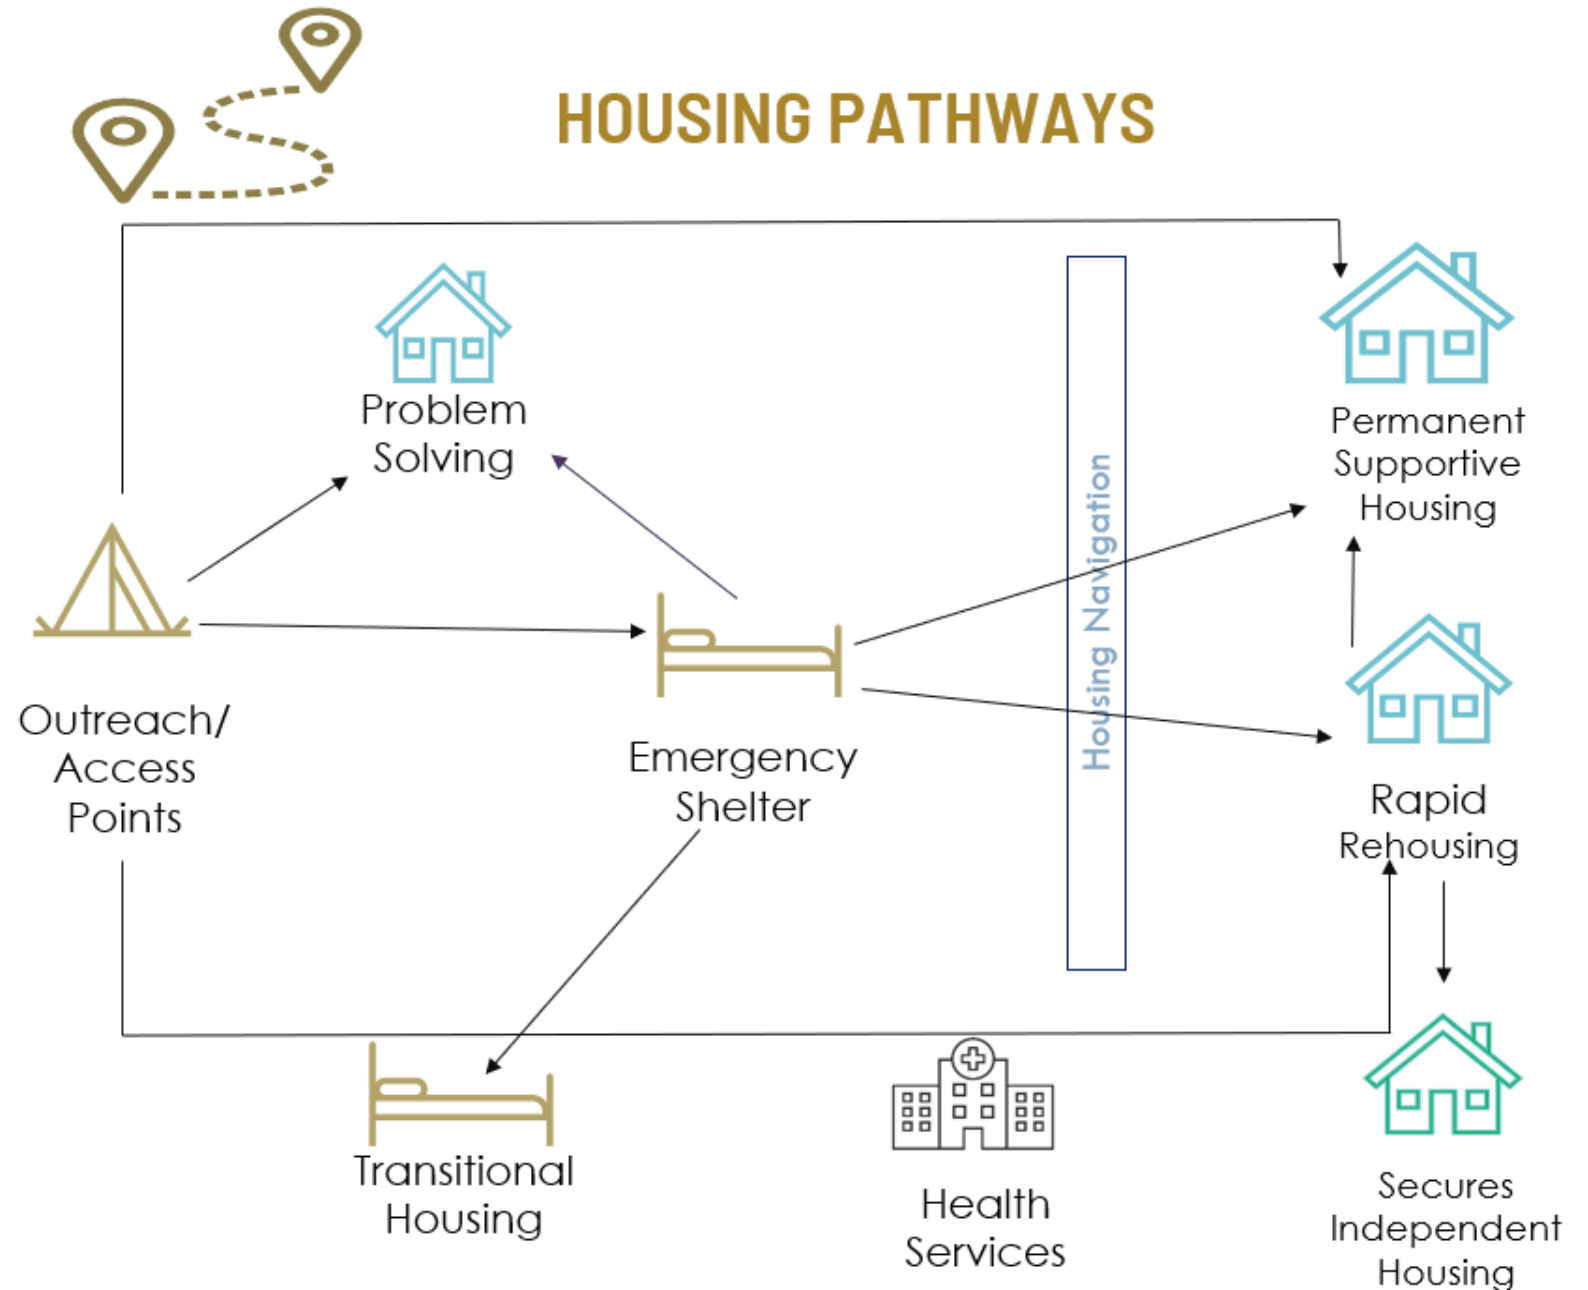 HOUSING PATHWAYS
Problem
Solving
Permanent
Supportive
Housing
Housing Navigation
Outreach/
Access
Points
Emergency
Shelter
Rapid
Rehousing
Transitional
Housing
Health
Services
Secures
Independent
Housing